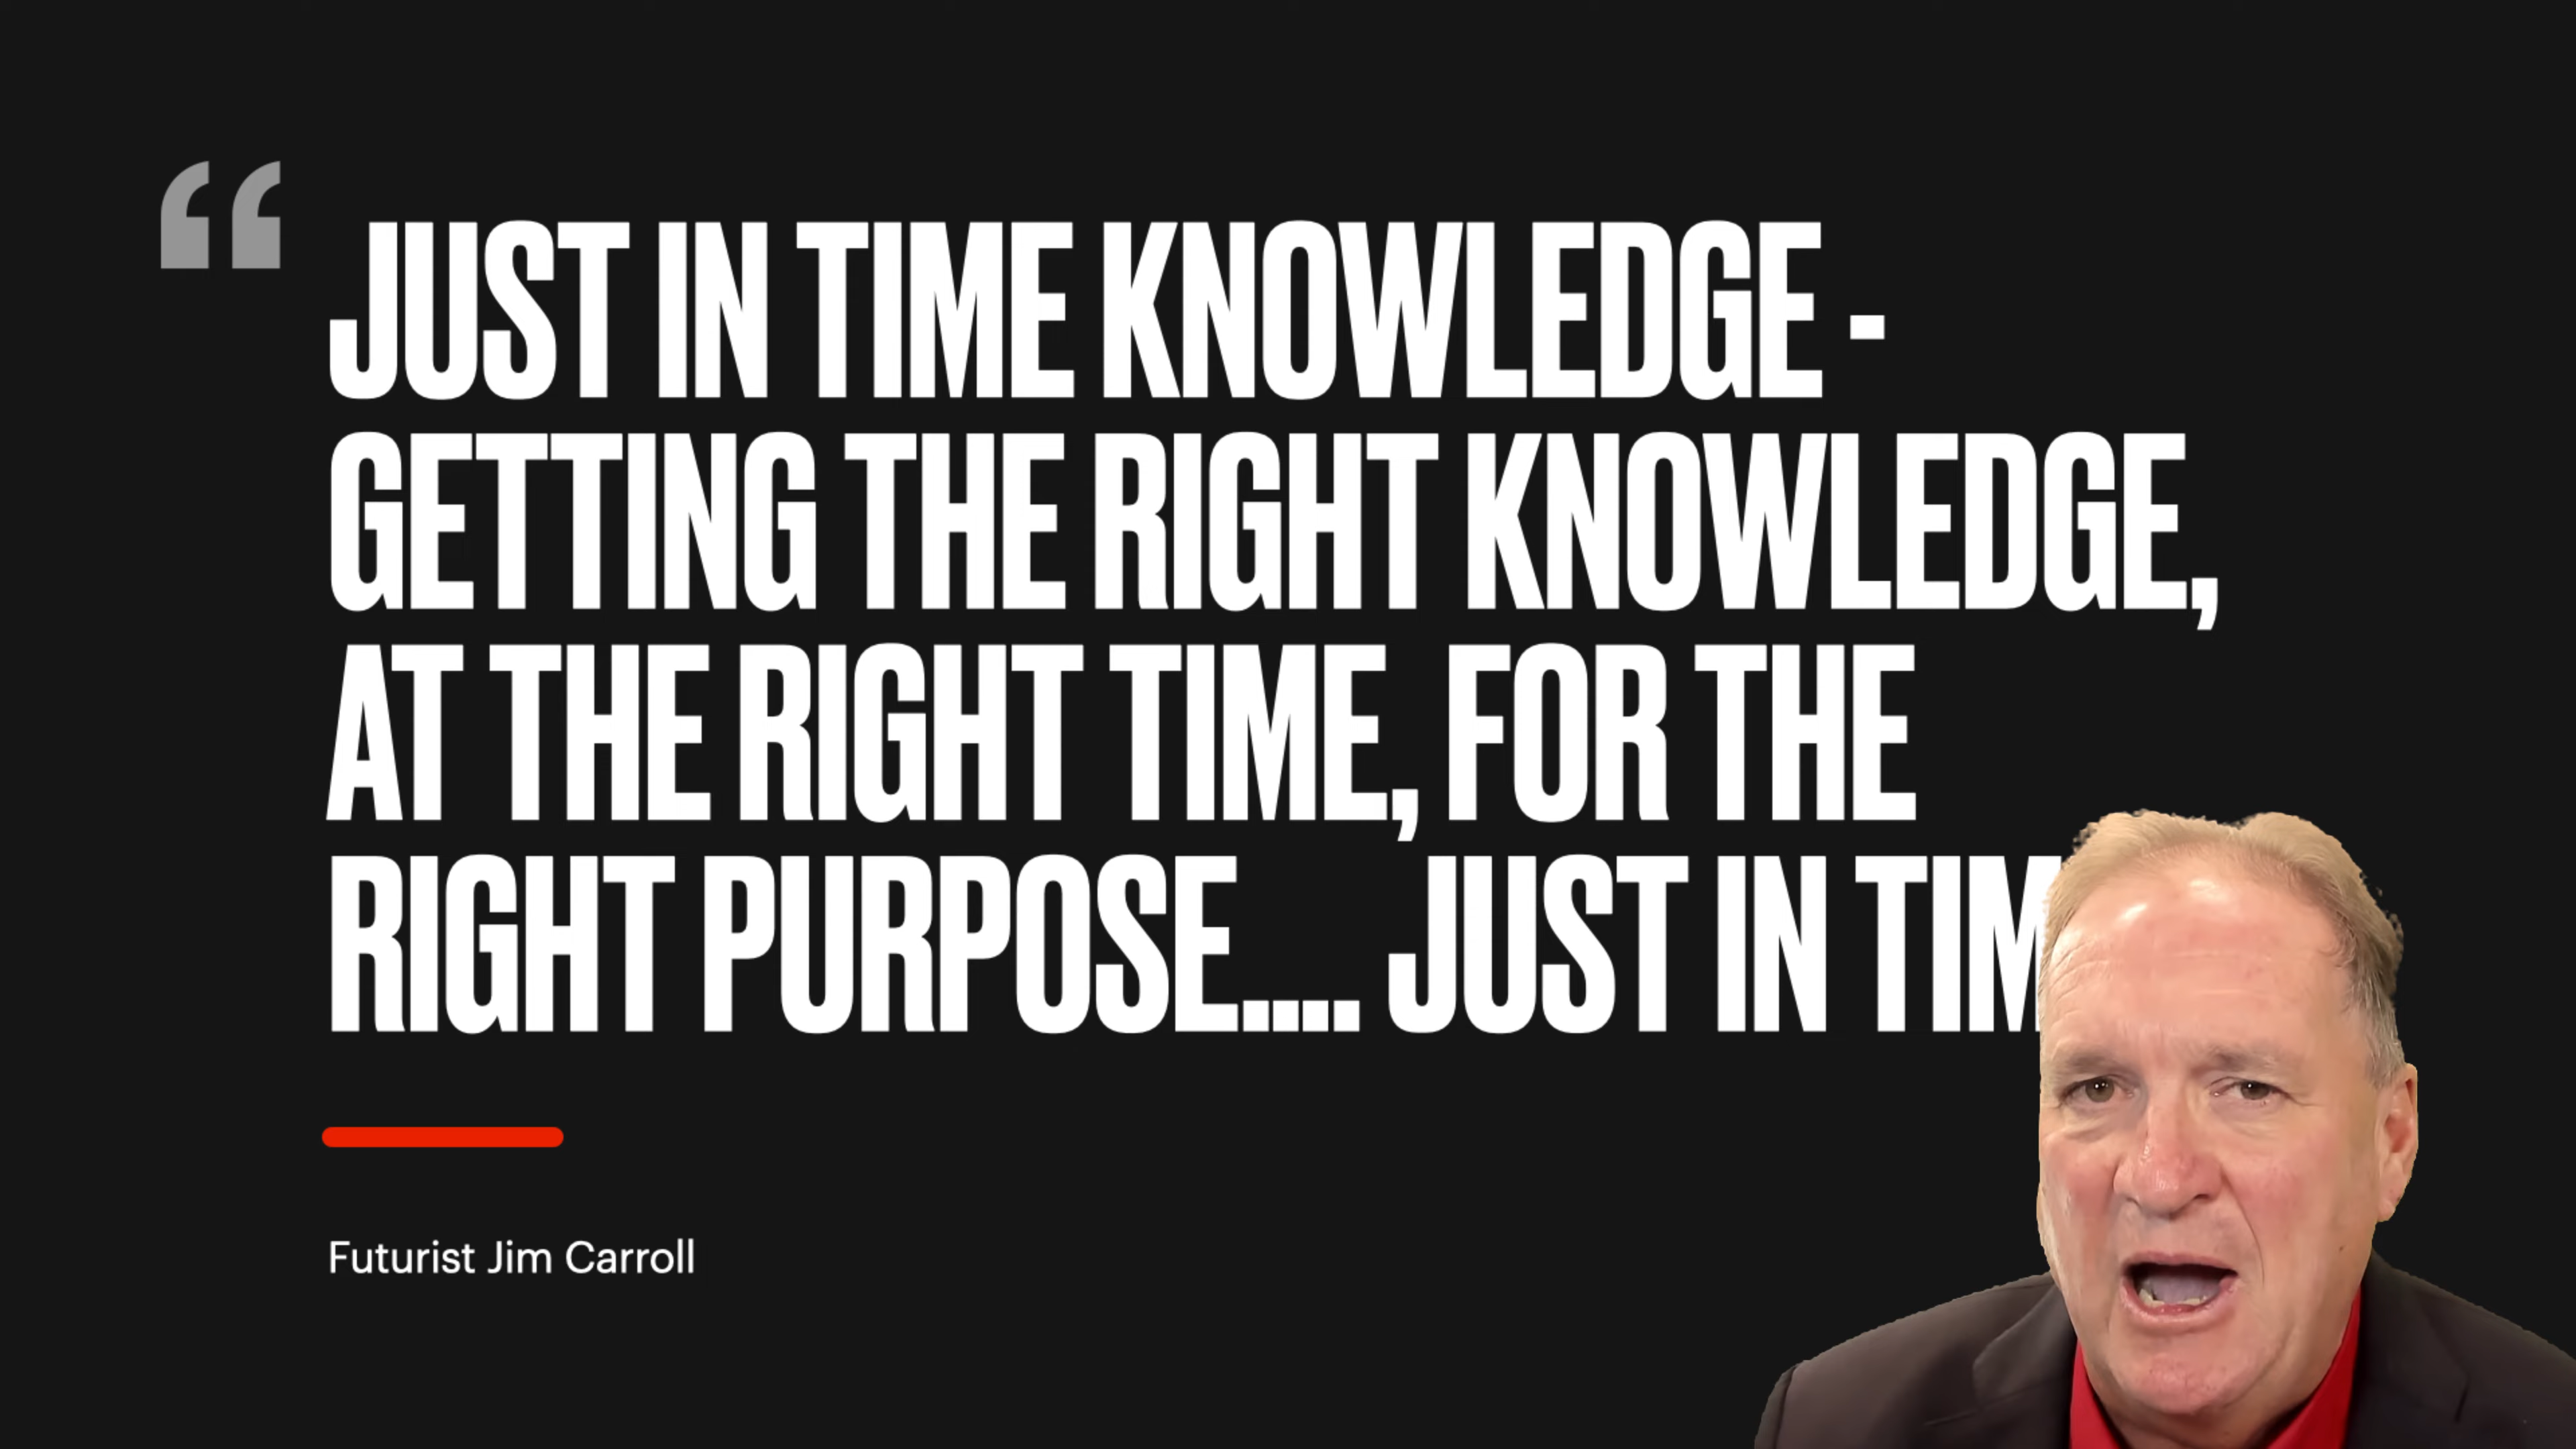 “
JUST IN TIME KNOWLEDGE -
GETTING THE RIGHT KNOWLEDGE,
AT THE RIGHT TIME, FOR THE
RIGHT PURPOSE.... JUST IN
Futurist Jim Carroll